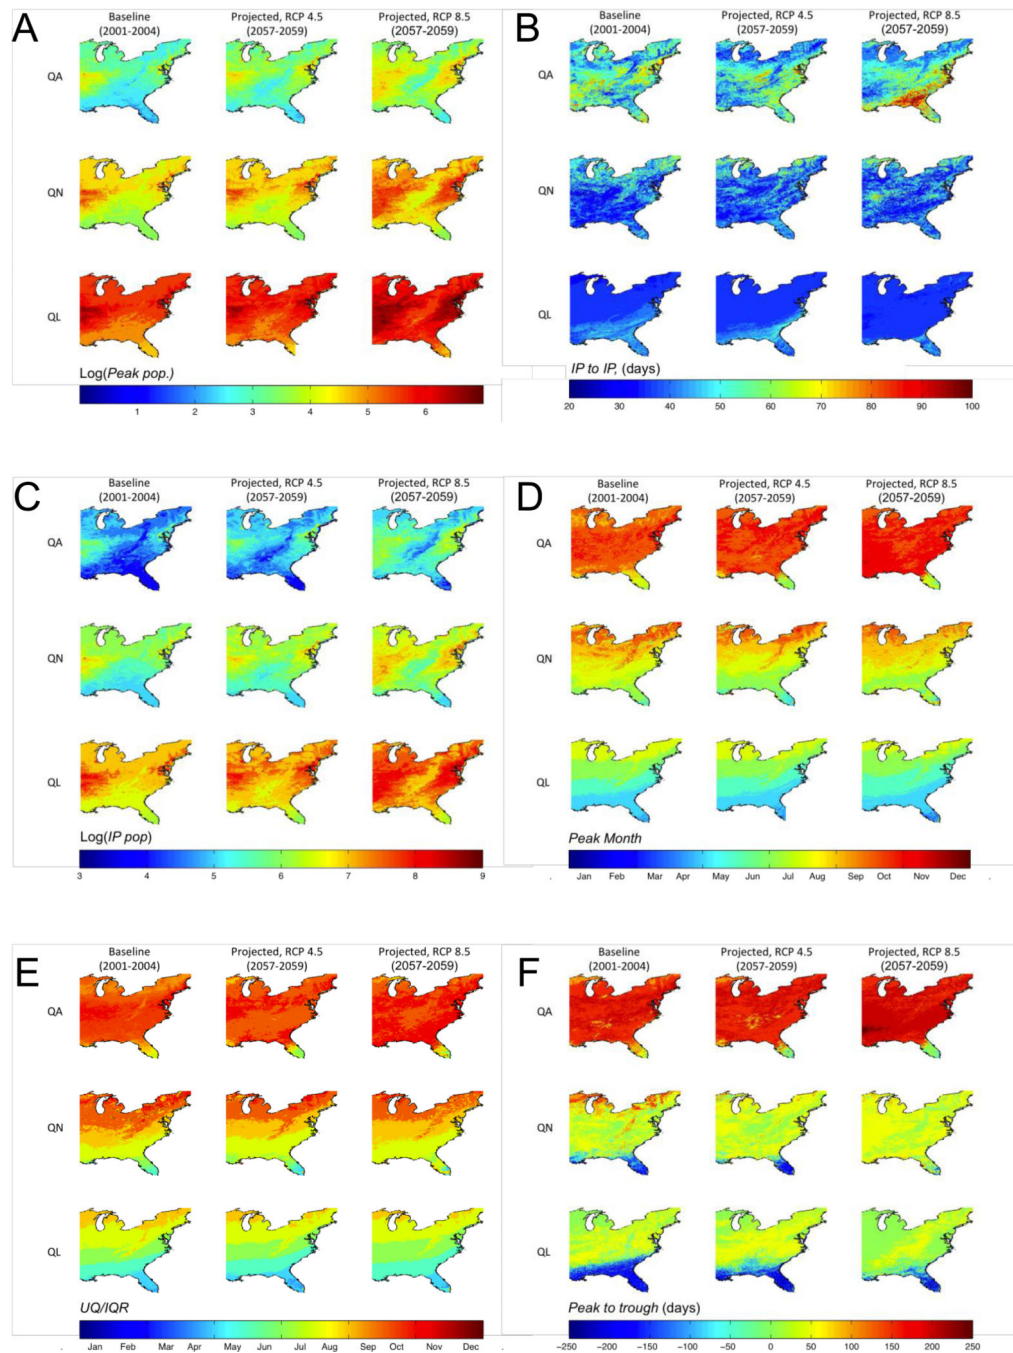 A
Baseline
(2001-2004)
Projected, RCP 4.5
(2057-2059)
Projected, RCP 8.5
(2057-2059)
QA
QN
QL
Log(Peak pop.)
1 2 3 4 5 6
B
Baseline
(2001-2004)
Projected, RCP 4.5
(2057-2059)
Projected, RCP 8.5
(2057-2059)
QA
QN
QL
IP to IP, (days)
20 30 40 50 60 70 80 90 100
C
Baseline
(2001-2004)
Projected, RCP 4.5
(2057-2059)
Projected, RCP 8.5
(2057-2059)
QA
QN
QL
Log(IP pop)
3 4 5 6 7 8 9
D
Baseline
(2001-2004)
Projected, RCP 4.5
(2057-2059)
Projected, RCP 8.5
(2057-2059)
QA
QN
QL
Peak Month
Jan Feb Mar Apr May Jun Jul Aug Sep Oct Nov Dec
E
Baseline
(2001-2004)
Projected, RCP 4.5
(2057-2059)
Projected, RCP 8.5
(2057-2059)
QA
QN
QL
UQ/IQR
Jan Feb Mar Apr May Jun Jul Aug Sep Oct Nov Dec
F
Baseline
(2001-2004)
Projected, RCP 4.5
(2057-2059)
Projected, RCP 8.5
(2057-2059)
QA
QN
QL
Peak to trough (days)
−250 −200 −150 −100 −50 0 50 100 150 200 250